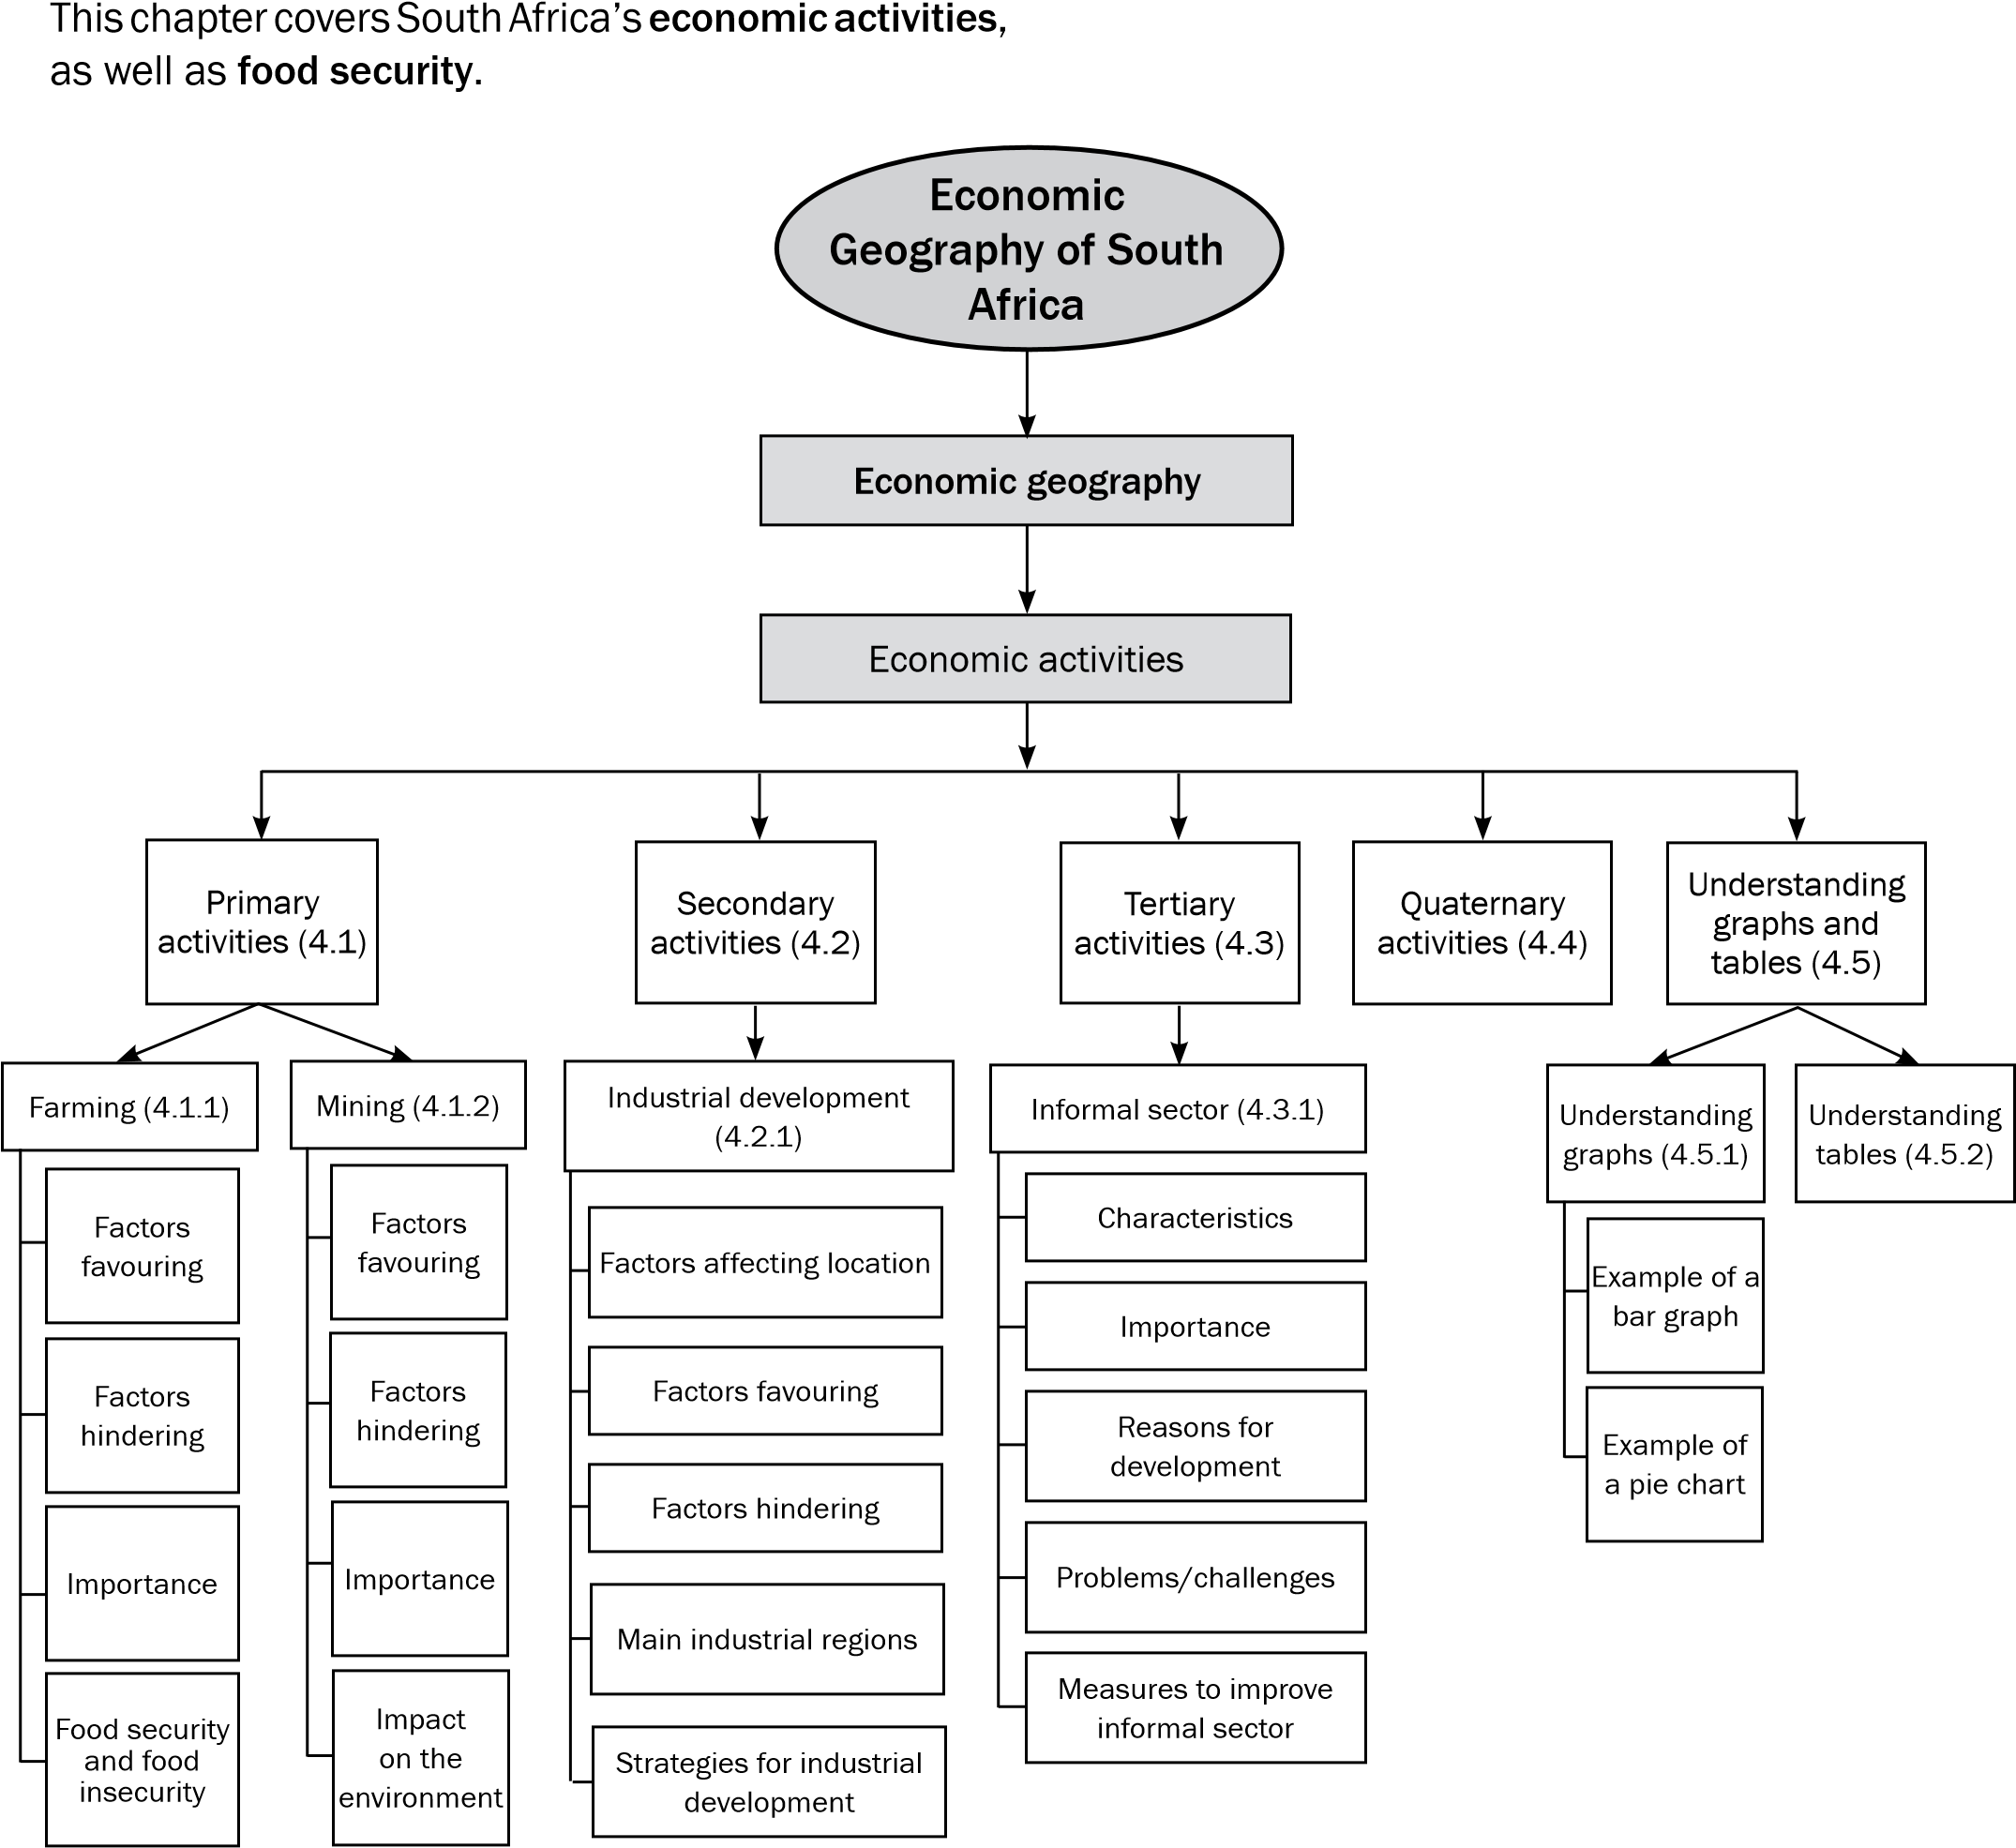 This chapter covers South Africa's economic activities,
as well as food security.
Economic
Geography of South
Africa
Economic geography
Economic activities
Primary
activities (4.1)
Secondary
activities (4.2)
Tertiary
activities (4.3)
Quaternary
activities (4.4)
Understanding
graphs and
tables (4.5)
Farming (4.1.1)
Factors
favouring
Factors
hindering
Importance
Food security
and food
insecurity
Mining (4.1.2)
Factors
favouring
Factors
hindering
Importance
Impact
on the
environment
Industrial development
(4.2.1)
Factors affecting location
Factors favouring
Factors hindering
Main industrial regions
Strategies for industrial
development
Informal sector (4.3.1)
Characteristics
Importance
Reasons for
development
Problems/challenges
Measures to improve
informal sector
Understanding
graphs (4.5.1)
Example of a
bar graph
Example of
a pie chart
Understanding
tables (4.5.2)